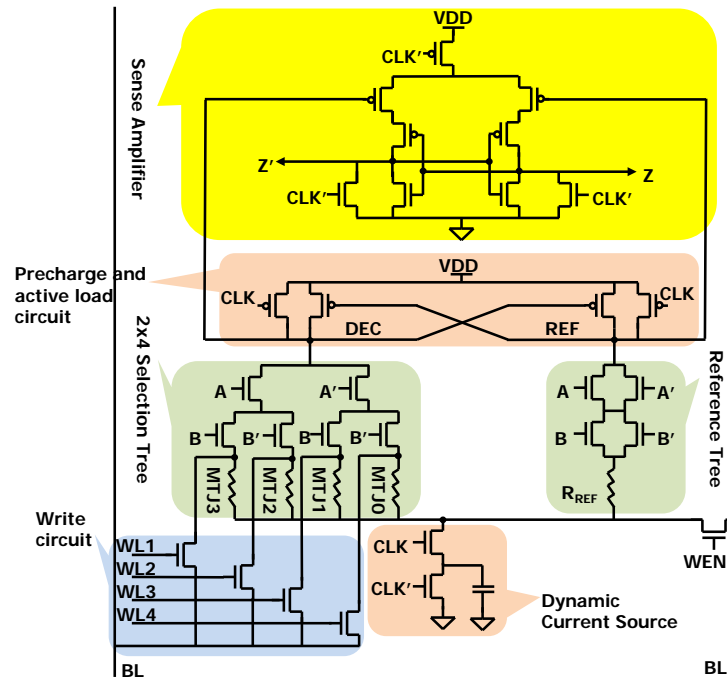 VDD
CLK'
Sense Amplifier
Z'
Z
CLK'
CLK'
Precharge and
active load
circuit
VDD
CLK
CLK
DEC
REF
2x4 Selection Tree
A
A'
B
B'
B
B'
MTJ3
MTJ2
MTJ1
MTJ0
Reference Tree
A
A'
B
B'
RREF
Write
circuit
WL1
WL2
WL3
WL4
CLK
CLK'
Dynamic
Current Source
WEN
BL
BL